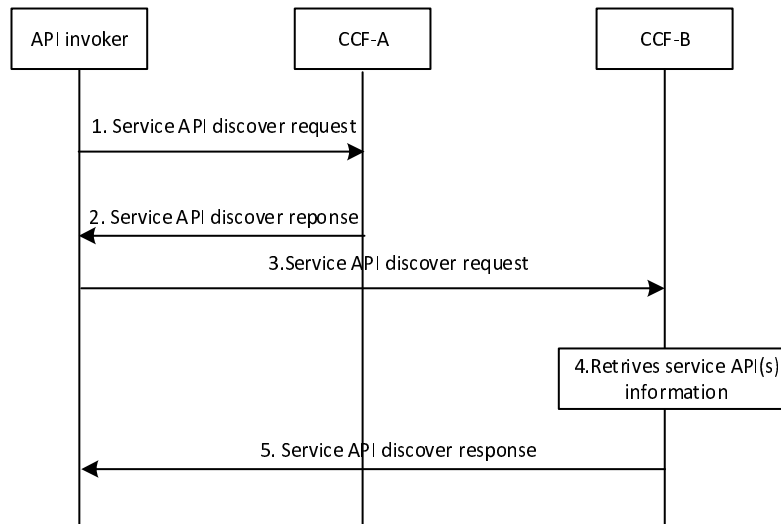 API invoker
CCF-A
CCF-B
1. Service API discover request
2. Service API discover reponse
3.Service API discover request
4.Retrives service API(s)
information
5. Service API discover response